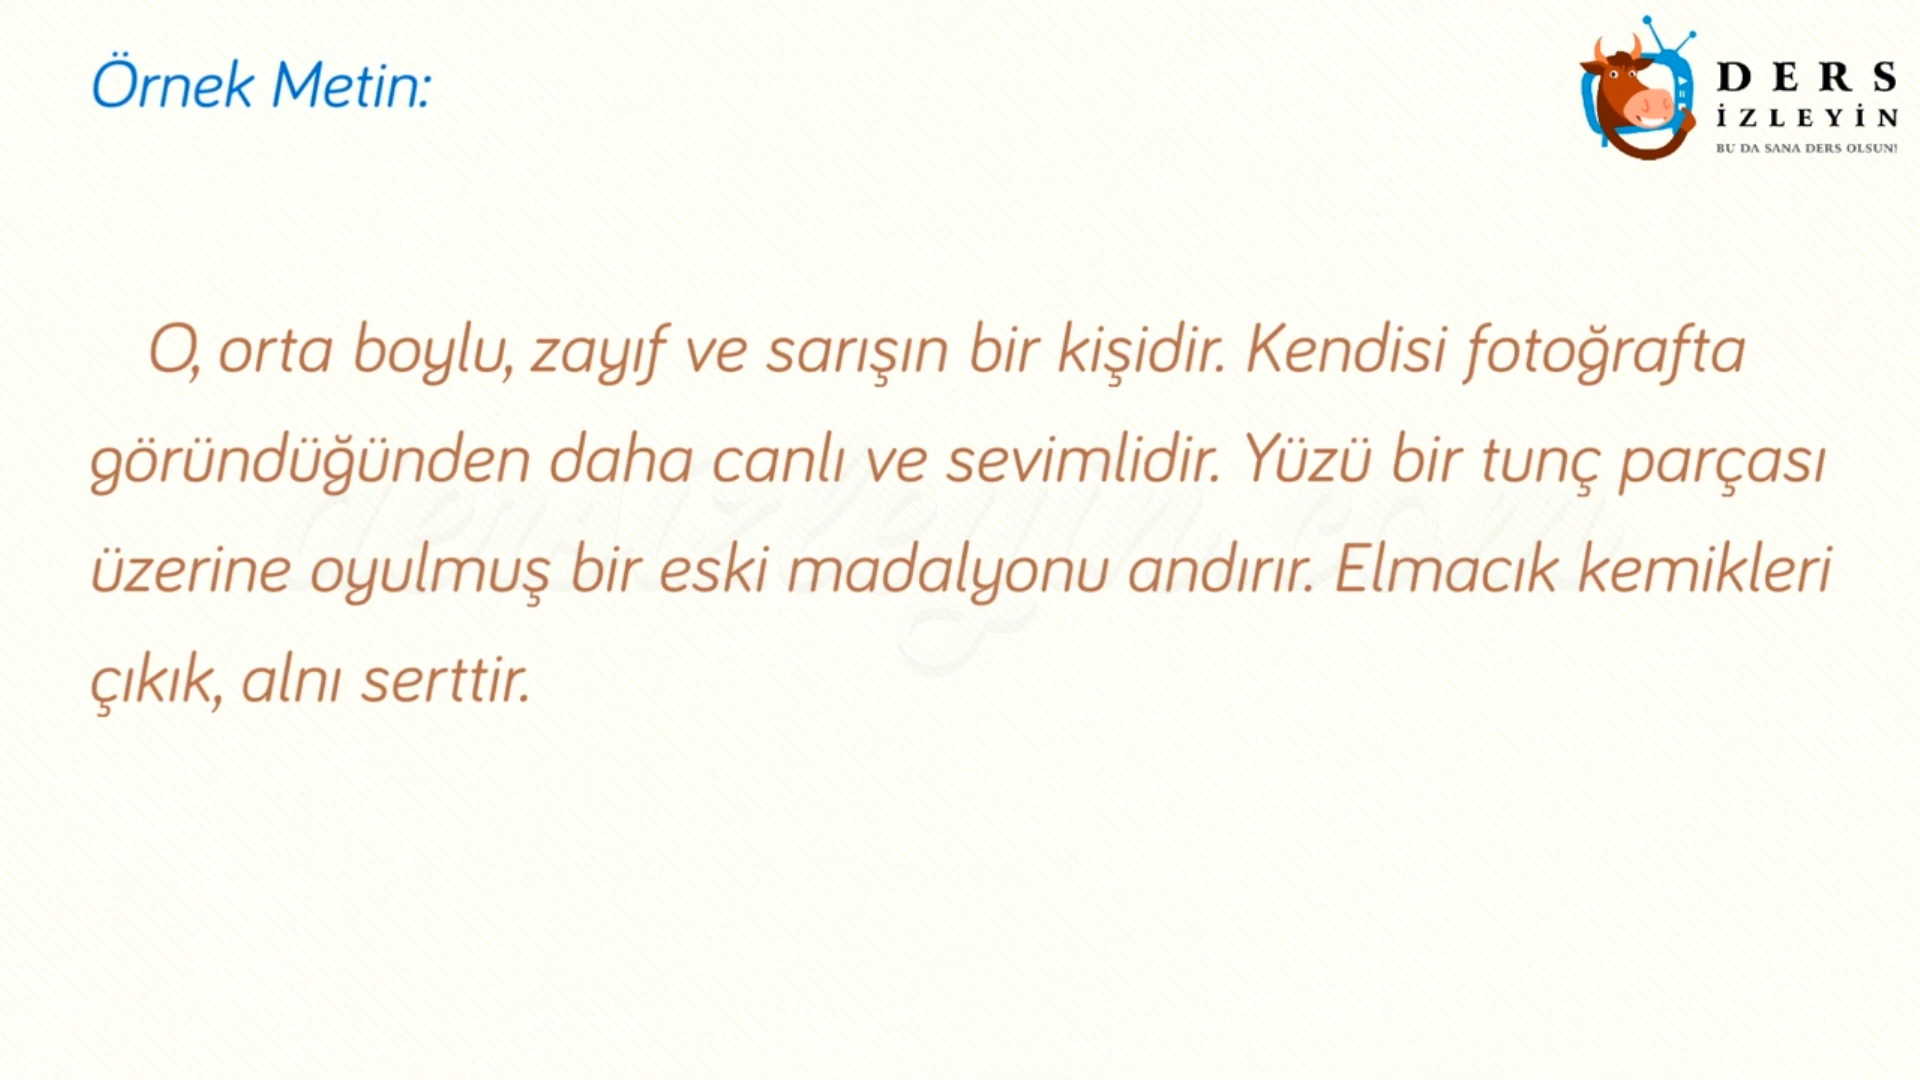 Örnek Metin:
DERS
İZLEYİN
BU DA SANA DERS OLSUN!
O, orta boylu, zayıf ve sarışın bir kişidir. Kendisi fotoğrafta
göründüğünden daha canlı ve sevimlidir. Yüzü bir tunç parçası
üzerine oyulmuş bir eski madalyonu andırır. Elmacık kemikleri
çıkık, alnı serttir.
dersizleyin.com